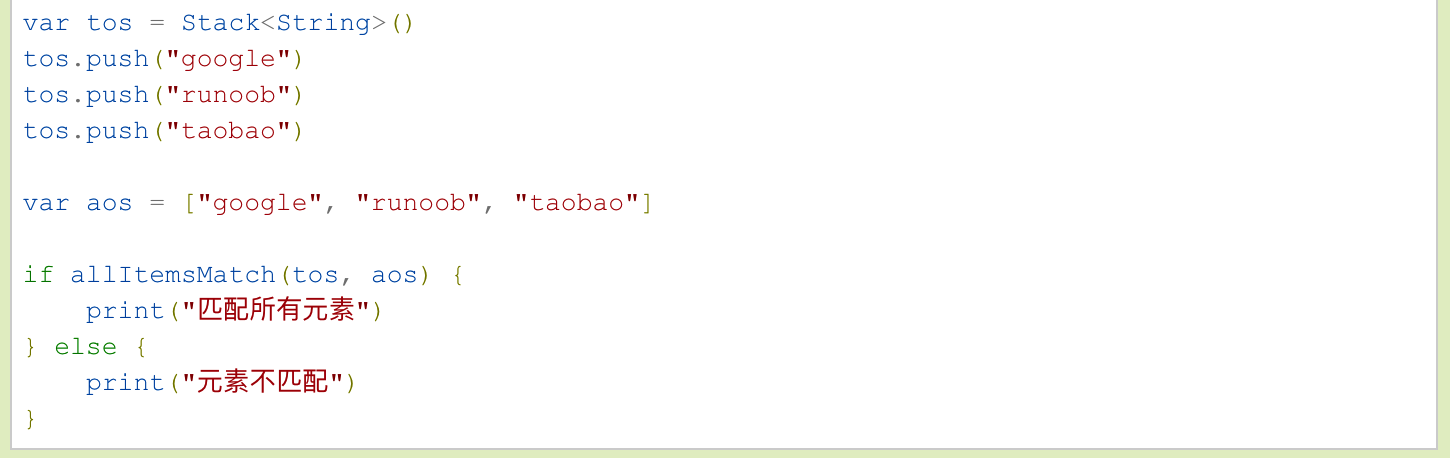 var tos = Stack<String>()
tos.push("google")
tos.push("runoob")
tos.push("taobao")
var aos = ["google", "runoob", "taobao"]
if allItemsMatch(tos, aos) {
    print("匹配所有元素")
} else {
    print("元素不匹配")
}